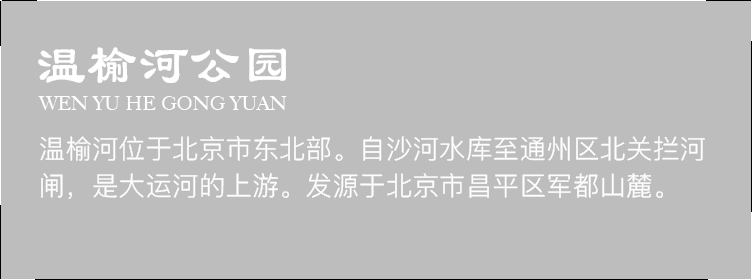 温榆河公园
WEN YU HE GONG YUAN
温榆河位于北京市东北部。自沙河水库至通州区北关拦河
闸，是大运河的上游。发源于北京市昌平区军都山麓。